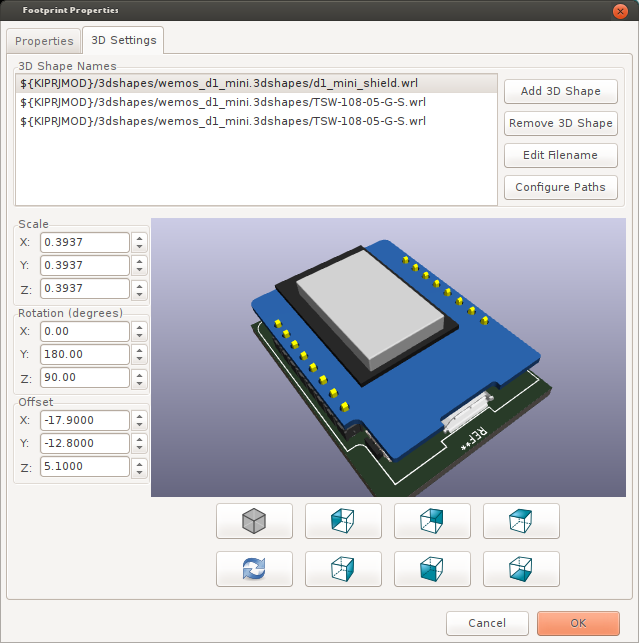 Footprint Properties
Properties
3D Settings
3D Shape Names
${KIPRJMOD}/3dshapes/wemos_d1_mini.3dshapes/d1_mini_shield.wrl
${KIPRJMOD}/3dshapes/wemos_d1_mini.3dshapes/TSW-108-05-G-S.wrl
${KIPRJMOD}/3dshapes/wemos_d1_mini.3dshapes/TSW-108-05-G-S.wrl
Add 3D Shape
Remove 3D Shape
Edit Filename
Configure Paths
Scale
X: 0.3937
Y: 0.3937
Z: 0.3937
Rotation (degrees)
X: 0.00
Y: 180.00
Z: 90.00
Offset
X: -17.9000
Y: -12.8000
Z: 5.1000
REF**
Cancel
OK